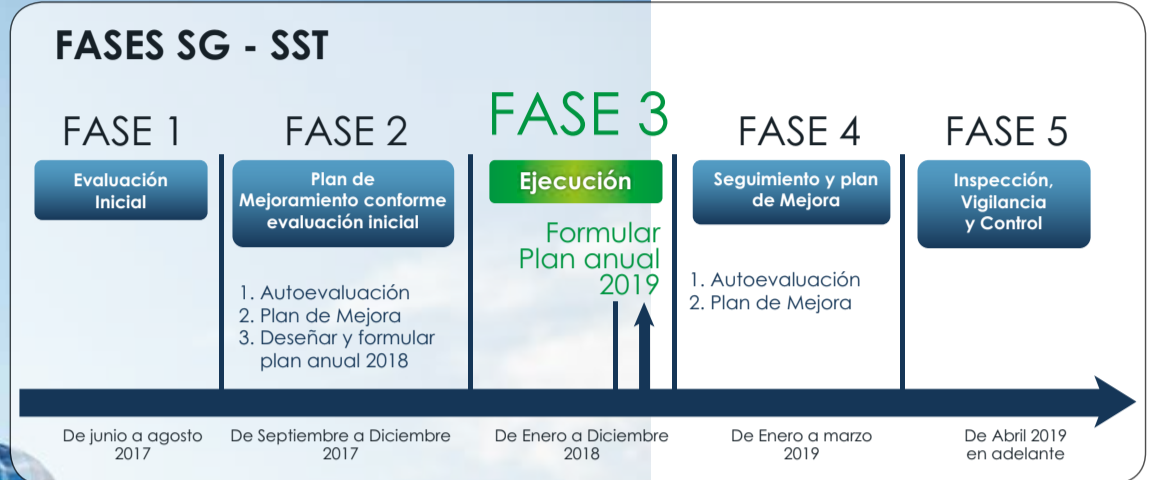 FASES SG - SST
FASE 1
Evaluación
Inicial
De junio a agosto
2017
FASE 2
Plan de
Mejoramiento conforme
evaluación inicial
1. Autoevaluación
2. Plan de Mejora
3. Deseñar y formular
plan anual 2018
De Septiembre a Diciembre
2017
FASE 3
Ejecución
Formular
Plan anual
2019
De Enero a Diciembre
2018
FASE 4
Seguimiento y plan
de Mejora
1. Autoevaluación
2. Plan de Mejora
De Enero a marzo
2019
FASE 5
Inspección,
Vigilancia
y Control
De Abril 2019
en adelante